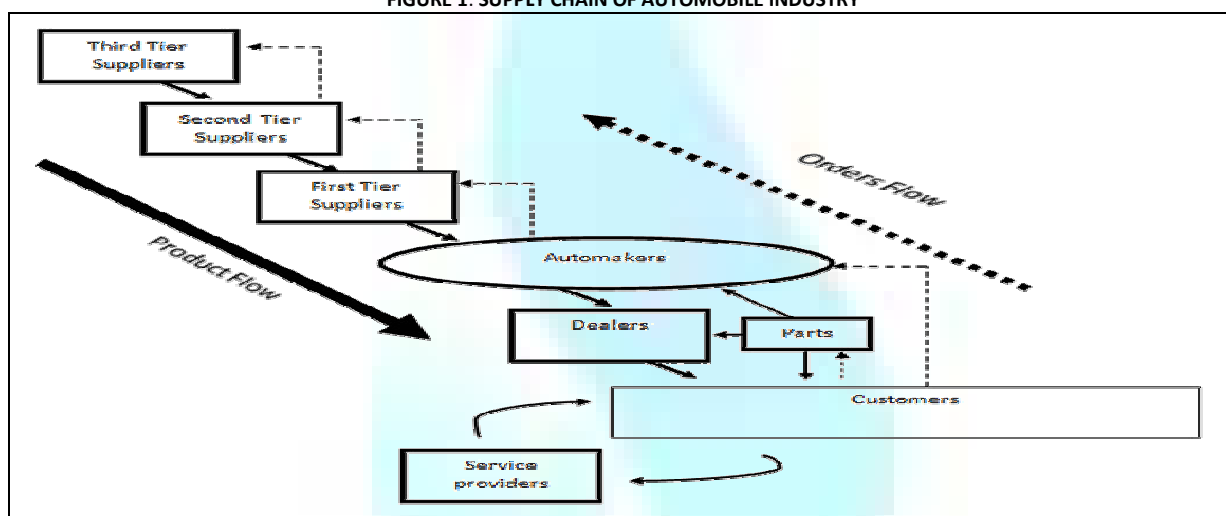 FIGURE 1: SUPPLY CHAIN OF AUTOMOBILE INDUSTRY
Third Tier
Suppliers
Second Tier
Suppliers
First Tier
Suppliers
Orders Flow
Product Flow
Automakers
Dealers
Parts
Customers
Service
providers